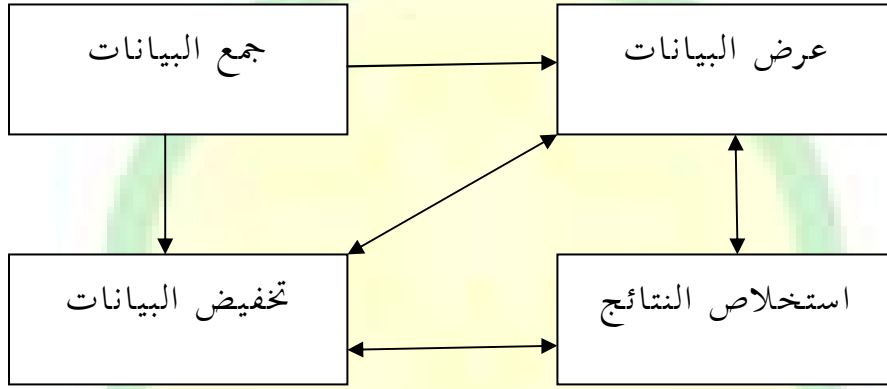 جمع البيانات
عرض البيانات
تخفيض البيانات
استخلاص النتائج